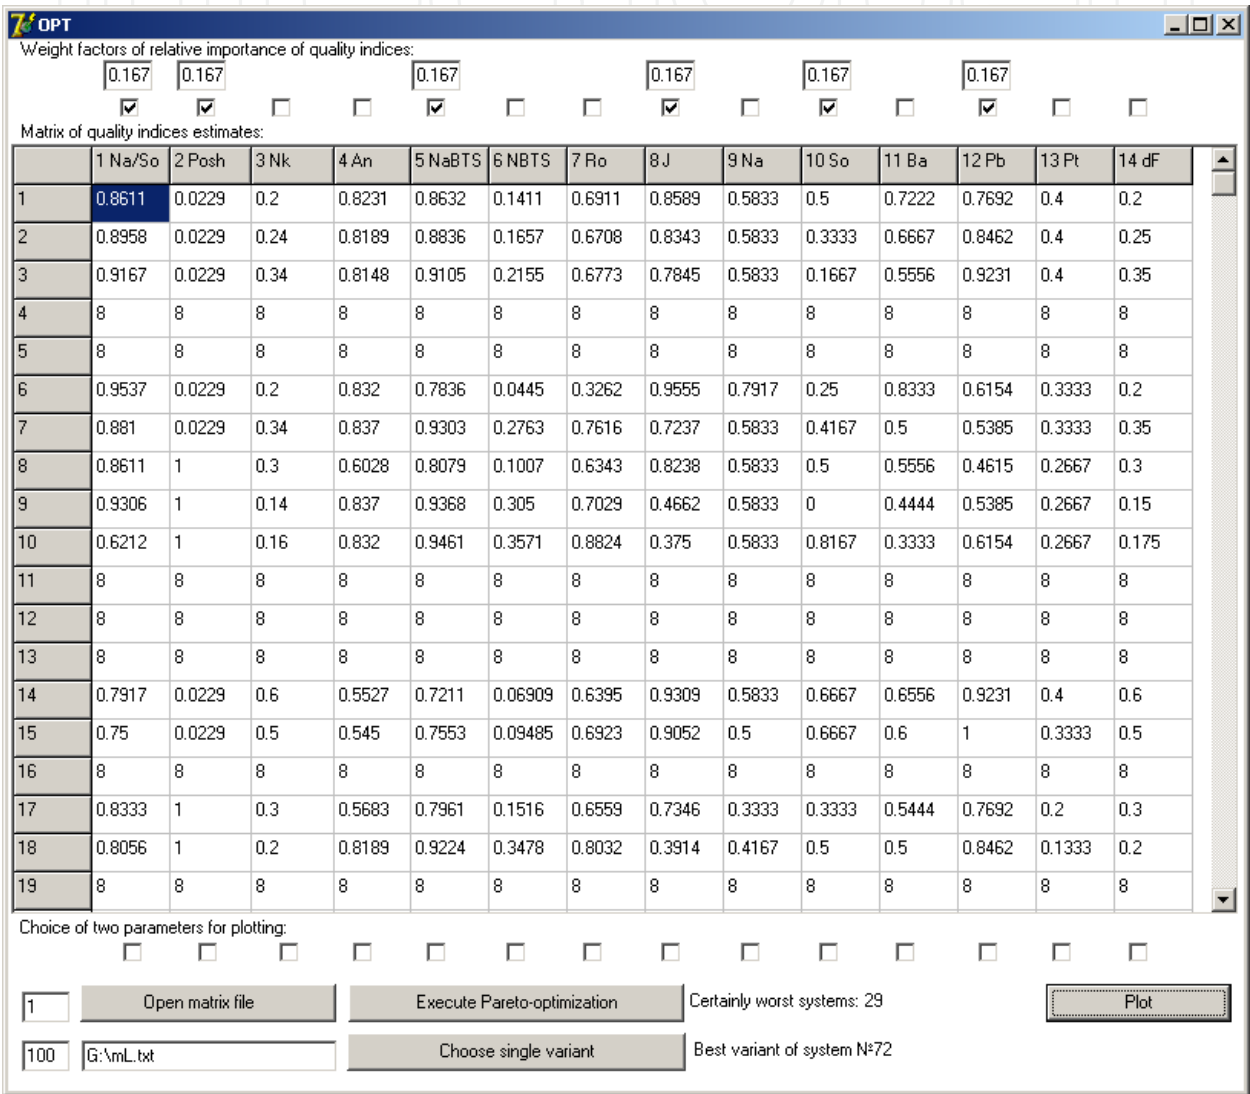 OPT
Weight factors of relative importance of quality indices:
0.167 0.167 0.167 0.167 0.167 0.167
Matrix of quality indices estimates:
1 Na/So 2 Posh 3 Nk 4 An 5 NaBTS 6 NBTS 7 Ro 8 J 9 Na 10 So 11 Ba 12 Pb 13 Pt 14 dF
1 0.8611 0.0229 0.2 0.8231 0.8632 0.1411 0.6911 0.8589 0.5833 0.5 0.7222 0.7692 0.4 0.2
2 0.8958 0.0229 0.24 0.8189 0.8836 0.1657 0.6708 0.8343 0.5833 0.3333 0.6667 0.8462 0.4 0.25
3 0.9167 0.0229 0.34 0.8148 0.9105 0.2155 0.6773 0.7845 0.5833 0.1667 0.5556 0.9231 0.4 0.35
4 8 8 8 8 8 8 8 8 8 8 8 8 8 8
5 8 8 8 8 8 8 8 8 8 8 8 8 8 8
6 0.9537 0.0229 0.2 0.832 0.7836 0.0445 0.3262 0.9555 0.7917 0.25 0.8333 0.6154 0.3333 0.2
7 0.881 0.0229 0.34 0.837 0.9303 0.2763 0.7616 0.7237 0.5833 0.4167 0.5 0.5385 0.3333 0.35
8 0.8611 1 0.3 0.6028 0.8079 0.1007 0.6343 0.8238 0.5833 0.5 0.5556 0.4615 0.2667 0.3
9 0.9306 1 0.14 0.837 0.9368 0.305 0.7029 0.4662 0.5833 0 0.4444 0.5385 0.2667 0.15
10 0.6212 1 0.16 0.832 0.9461 0.3571 0.8824 0.375 0.5833 0.8167 0.3333 0.6154 0.2667 0.175
11 8 8 8 8 8 8 8 8 8 8 8 8 8 8
12 8 8 8 8 8 8 8 8 8 8 8 8 8 8
13 8 8 8 8 8 8 8 8 8 8 8 8 8 8
14 0.7917 0.0229 0.6 0.5527 0.7211 0.06909 0.6395 0.9309 0.5833 0.6667 0.6556 0.9231 0.4 0.6
15 0.75 0.0229 0.5 0.545 0.7553 0.09485 0.6923 0.9052 0.5 0.6667 0.6 1 0.3333 0.5
16 8 8 8 8 8 8 8 8 8 8 8 8 8 8
17 0.8333 1 0.3 0.5683 0.7961 0.1516 0.6559 0.7346 0.3333 0.3333 0.5444 0.7692 0.2 0.3
18 0.8056 1 0.2 0.8189 0.9224 0.3478 0.8032 0.3914 0.4167 0.5 0.5 0.8462 0.1333 0.2
19 8 8 8 8 8 8 8 8 8 8 8 8 8 8
Choice of two parameters for plotting:
1 Open matrix file Execute Pareto-optimization Certainly worst systems: 29 Plot
100 G:\mL.txt Choose single variant Best variant of system №72